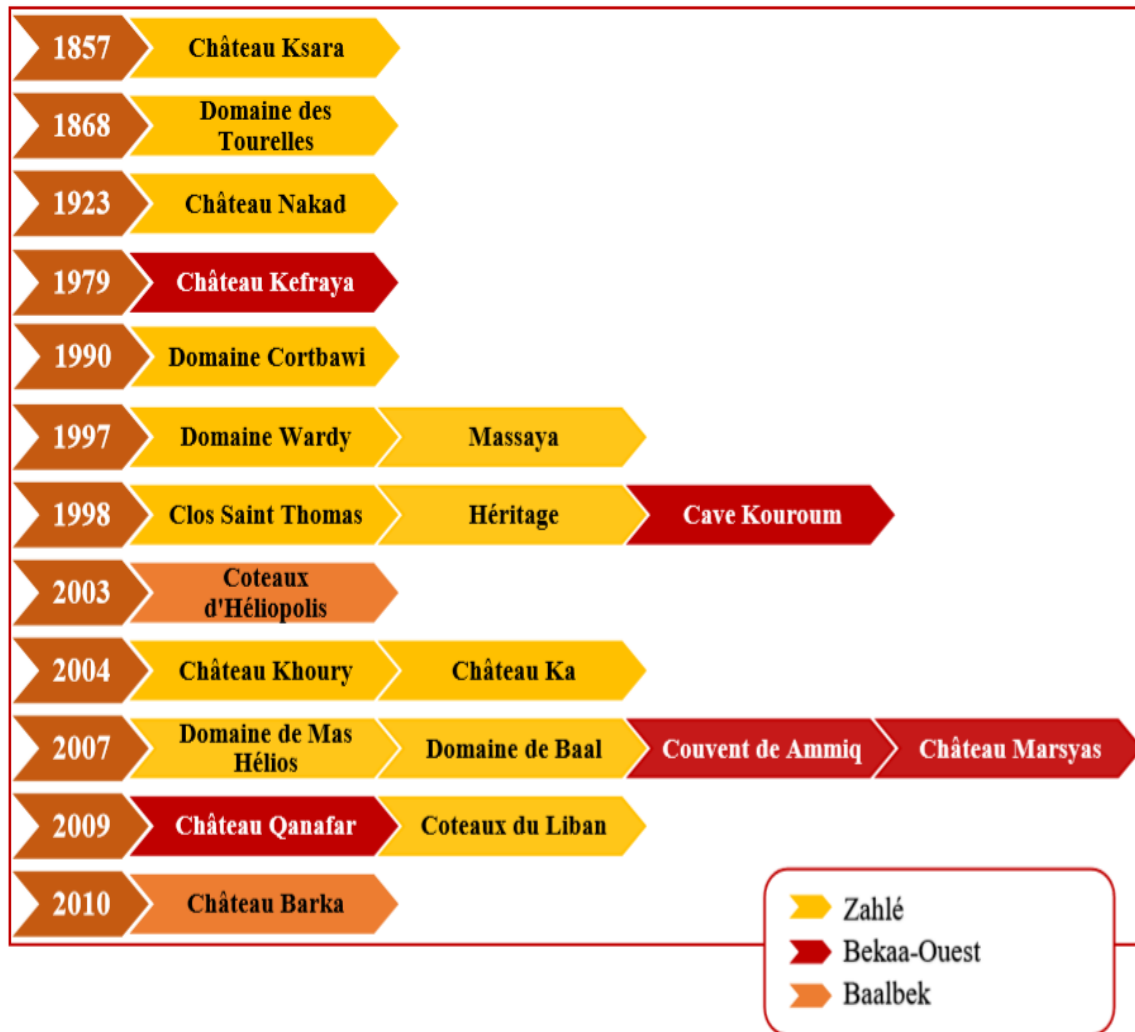 1857 Château Ksara
1868 Domaine des
Tourelles
1923 Château Nakad
1979 Château Kefraya
1990 Domaine Cortbawi
1997 Domaine Wardy Massaya
1998 Clos Saint Thomas Héritage Cave Kouroum
2003 Coteaux
d'Héliopolis
2004 Château Khoury Château Ka
2007 Domaine de Mas
Hélios Domaine de Baal Couvent de Ammiq Château Marsyas
2009 Château Qanafar Coteaux du Liban
2010 Château Barka
Zahlé
Bekaa-Ouest
Baalbek